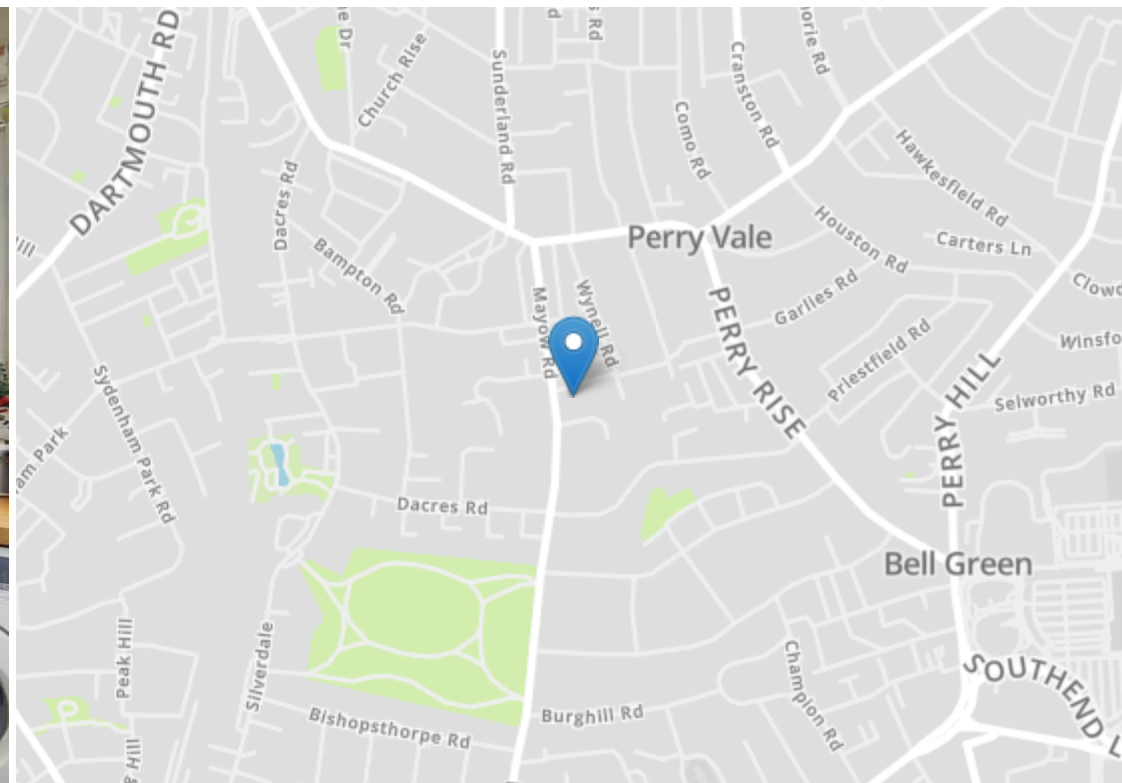 DARTMOUTH RD
Church Rise
Sunderland Rd
Cranston Rd
Como Rd
Hawkesfield Rd
Dacres Rd
Bampton Rd
Perry Vale
Houston Rd
Carters Ln
Mayow Rd
Wynell Rd
Garlies Rd
PERRY RISE
Priestfield Rd
PERRY HILL
Selworthy Rd
Sydenham Park Rd
Dacres Rd
Bell Green
Peak Hill
Silverdale
Champion Rd
SOUTHEND L
Bishopsthorpe Rd
Burghill Rd